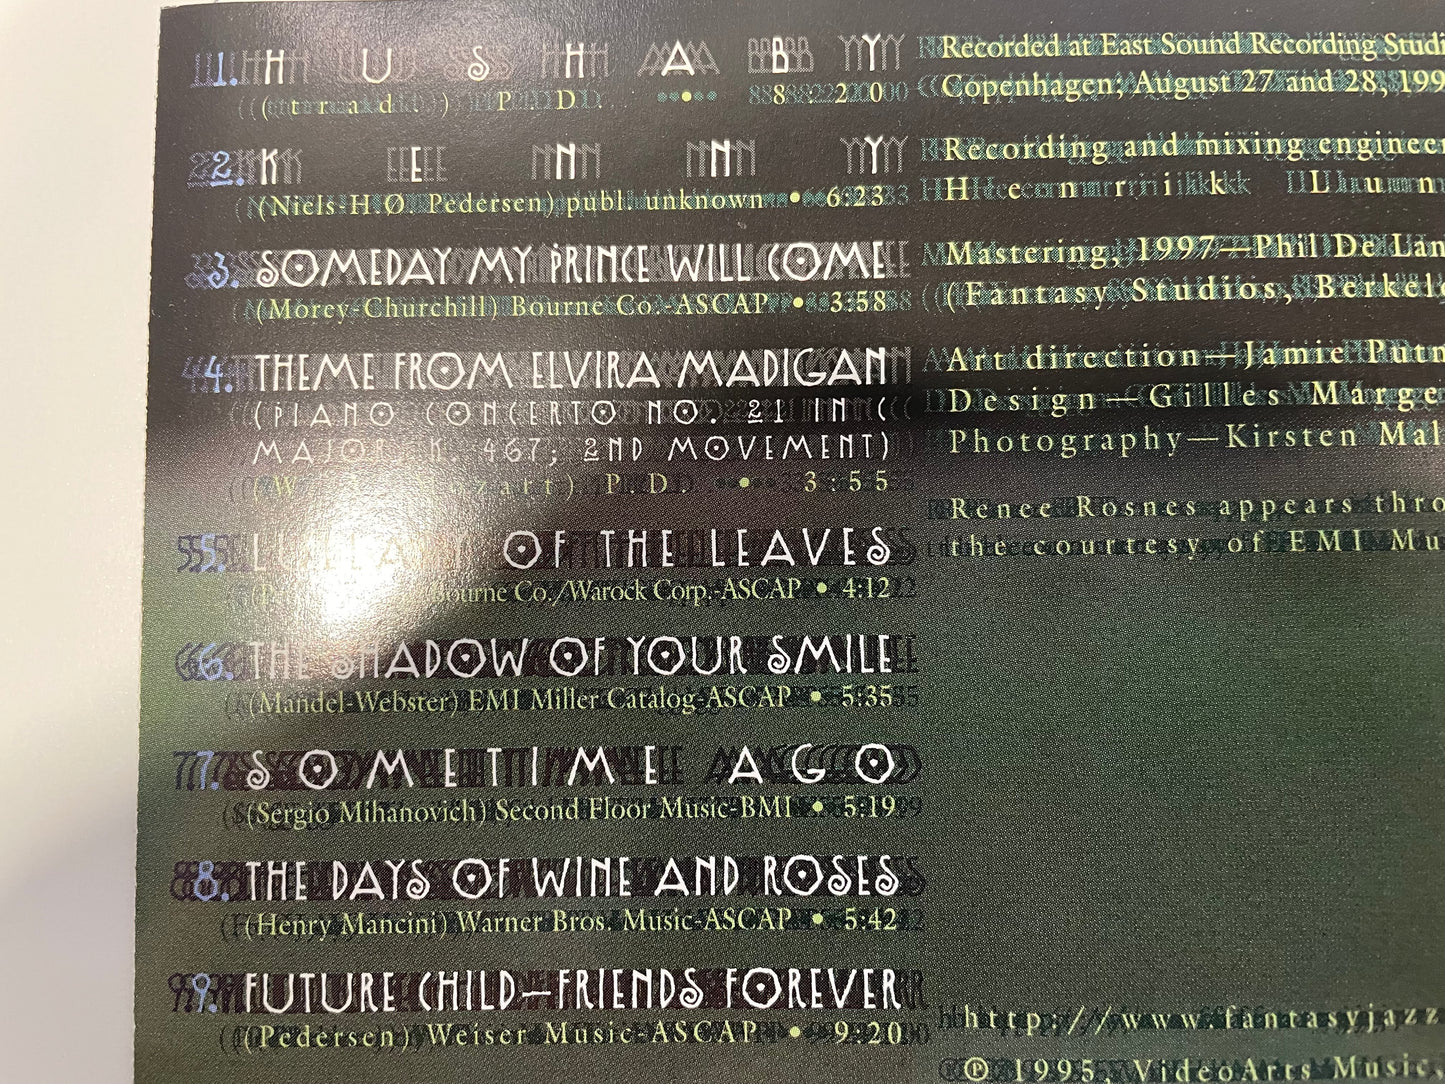 1. HUSHABY
(trad.) P.D. • 8:20
2. KENNY
(Niels-H.Ø. Pedersen) publ. unknown • 6:23
3. SOMEDAY MY PRINCE WILL COME
(Morey-Churchill) Bourne Co.-ASCAP • 3:58
4. THEME FROM ELVIRA MADIGAN
(PIANO CONCERTO NO. 21 IN C
MAJOR K. 467; 2ND MOVEMENT)
P.D. • 3:55
5. OF THE LEAVES
Bourne Co./Warock Corp.-ASCAP • 4:12
6. THE SHADOW OF YOUR SMILE
(Mandel-Webster) EMI Miller Catalog-ASCAP • 5:35
7. SOMETIME AGO
(Sergio Mihanovich) Second Floor Music-BMI • 5:19
8. THE DAYS OF WINE AND ROSES
(Henry Mancini) Warner Bros. Music-ASCAP • 5:42
9. FUTURE CHILD—FRIENDS FOREVER
(Pedersen) Weiser Music-ASCAP • 9:20
Recorded at East Sound Recording Studi
Copenhagen; August 27 and 28, 199
Recording and mixing engineer
Henrik Lun
Mastering, 1997—Phil De Lan
(Fantasy Studios, Berkele
Art direction—Jamie Putn
Design—Gilles Marge
Photography—Kirsten Mal
Renee Rosnes appears thro
the courtesy of EMI Mu
http://www.fantasyjazz
℗ 1995, VideoArts Music,